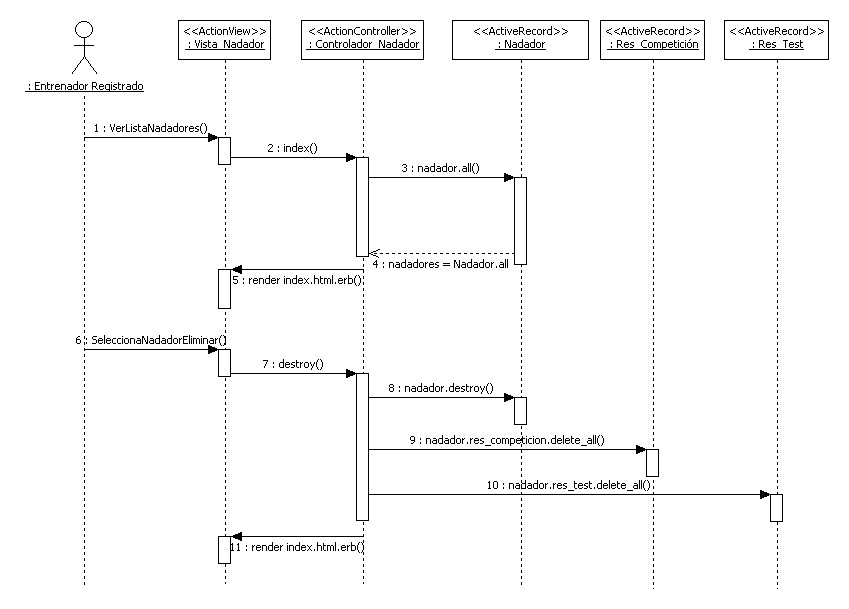 <<ActionView>>
: Vista_Nadador
<<ActionController>>
: Controlador_Nadador
<<ActiveRecord>>
: Nadador
<<ActiveRecord>>
: Res_Competición
<<ActiveRecord>>
: Res_Test
: Entrenador Registrado
1 : VerListaNadadores()
2 : index()
3 : nadador.all()
4 : nadadores = Nadador.all
5 : render index.html.erb()
6 : SeleccionaNadadorEliminar()
7 : destroy()
8 : nadador.destroy()
9 : nadador.res_competicion.delete_all()
10 : nadador.res_test.delete_all()
11 : render index.html.erb()